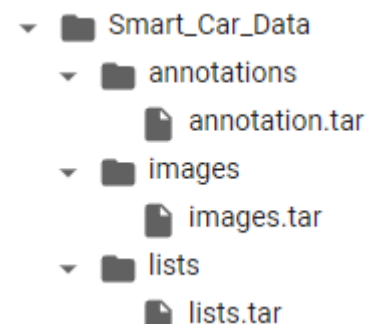 Smart_Car_Data
annotations
annotation.tar
images
images.tar
lists
lists.tar